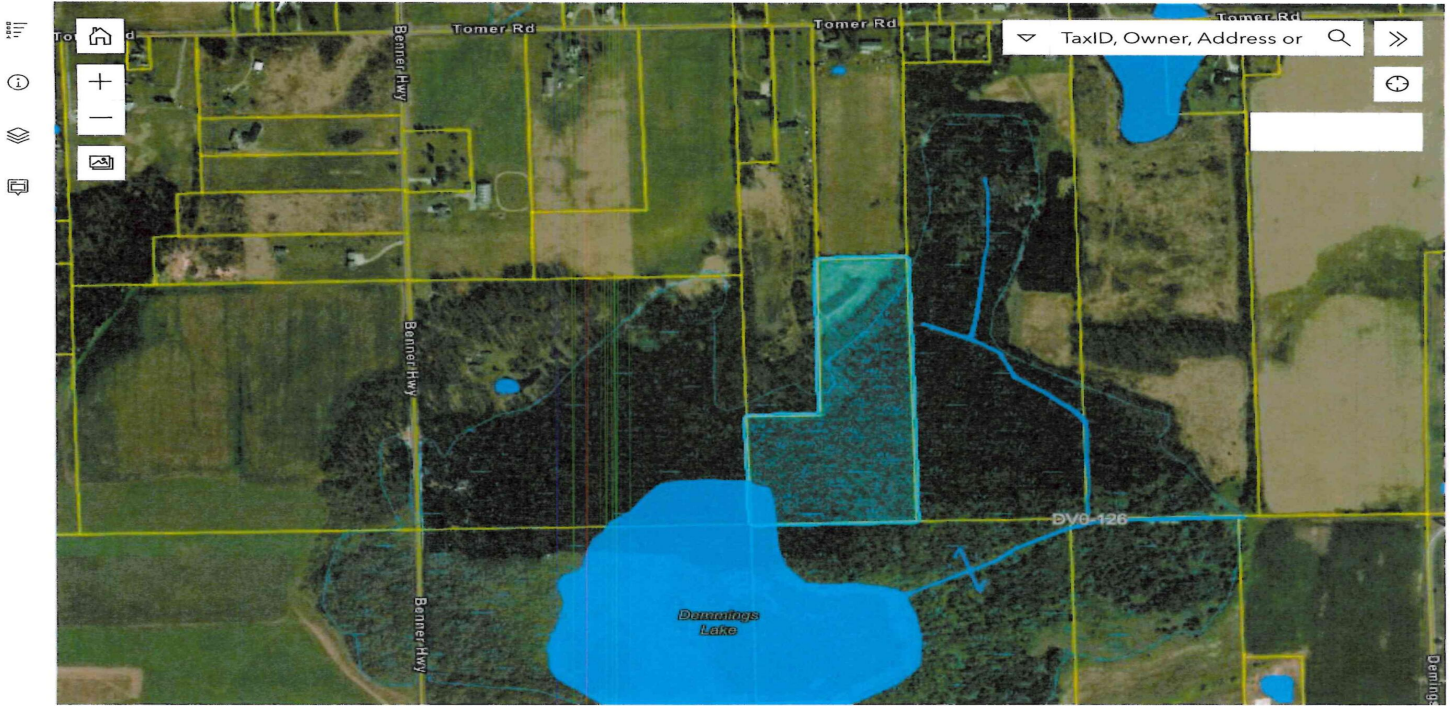 Tomer Rd
Tomer Rd
Tomer Rd
TaxID, Owner, Address or
Benner Hwy
Benner Hwy
DV0-126
Demmings
Lake
Benner Hwy